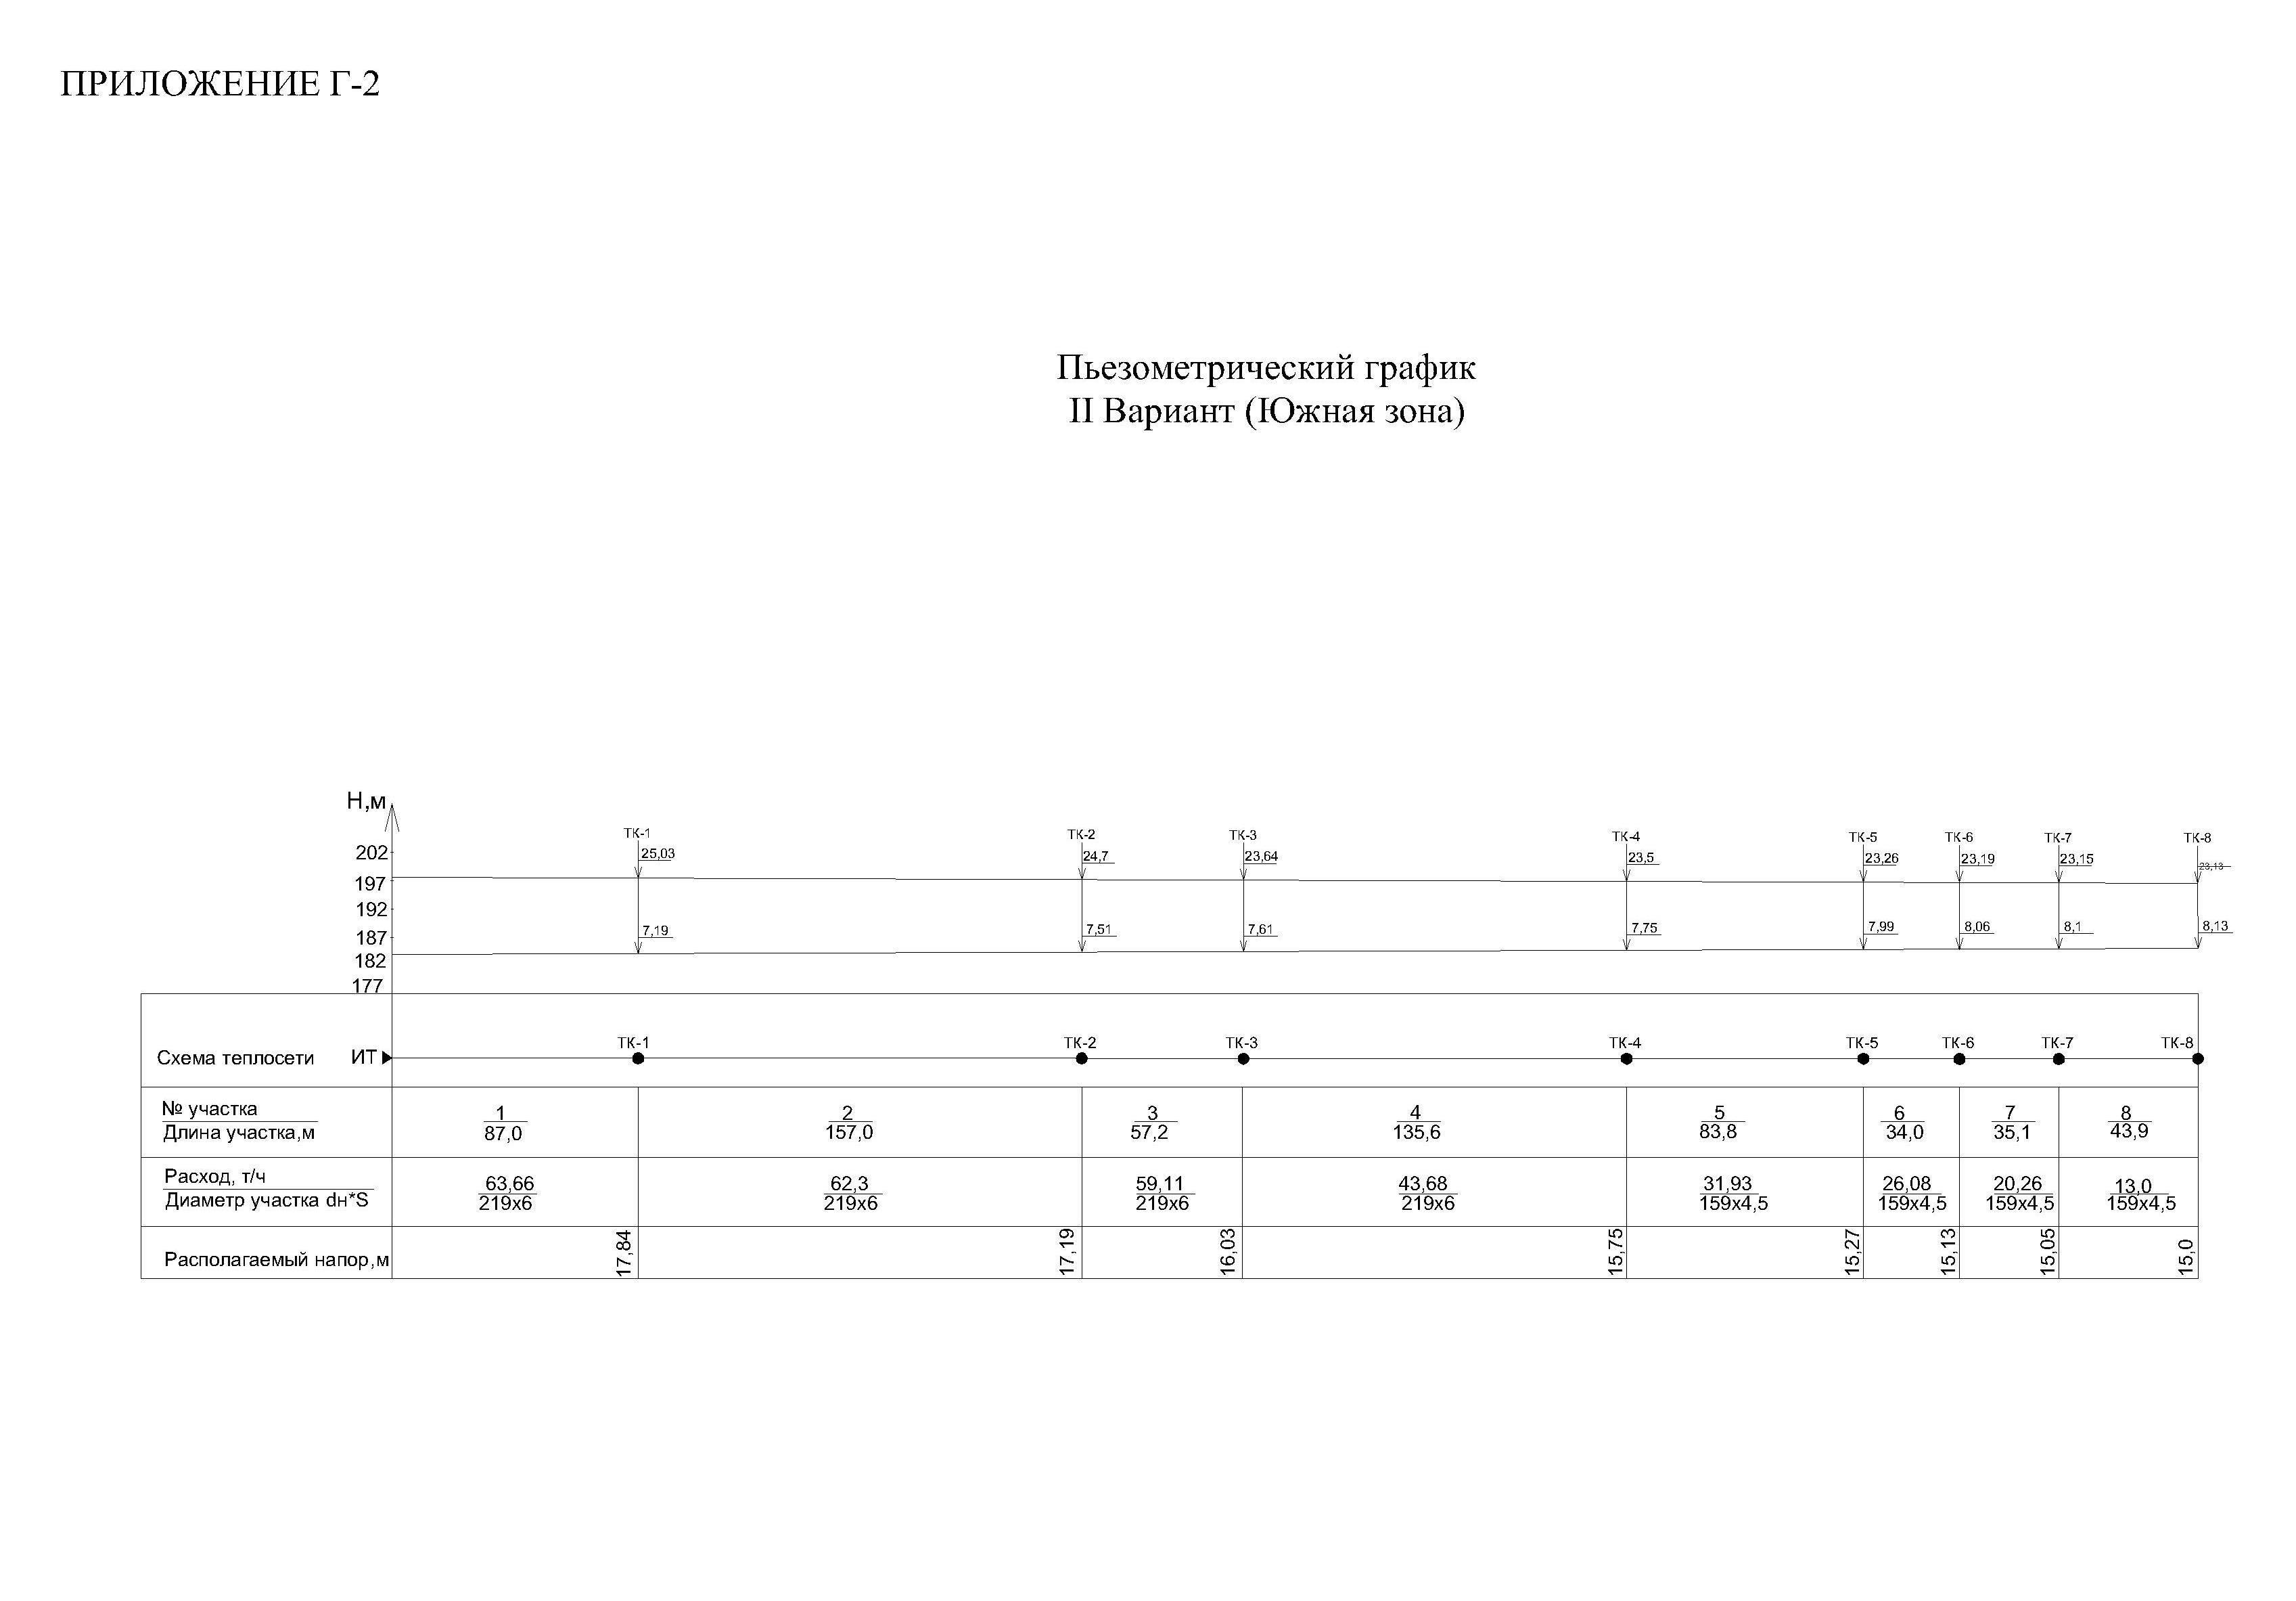 ПРИЛОЖЕНИЕ Г-2
Пьезометрический график
II Вариант (Южная зона)
Н,м
202
197
192
187
182
177
ТК-1 ТК-2 ТК-3 ТК-4 ТК-5 ТК-6 ТК-7 ТК-8
25,03 24,7 23,64 23,5 23,26 23,19 23,15 23,13
7,19 7,51 7,61 7,75 7,99 8,06 8,1 8,13
Схема теплосети ИТ ТК-1 ТК-2 ТК-3 ТК-4 ТК-5 ТК-6 ТК-7 ТК-8
№ участка 1 2 3 4 5 6 7 8
Длина участка,м 87,0 157,0 57,2 135,6 83,8 34,0 35,1 43,9
Расход, т/ч 63,66 62,3 59,11 43,68 31,93 26,08 20,26 13,0
Диаметр участка dн*S 219х6 219х6 219х6 219х6 159х4,5 159х4,5 159х4,5 159х4,5
Располагаемый напор,м 17,84 17,19 16,03 15,75 15,27 15,13 15,05 15,0